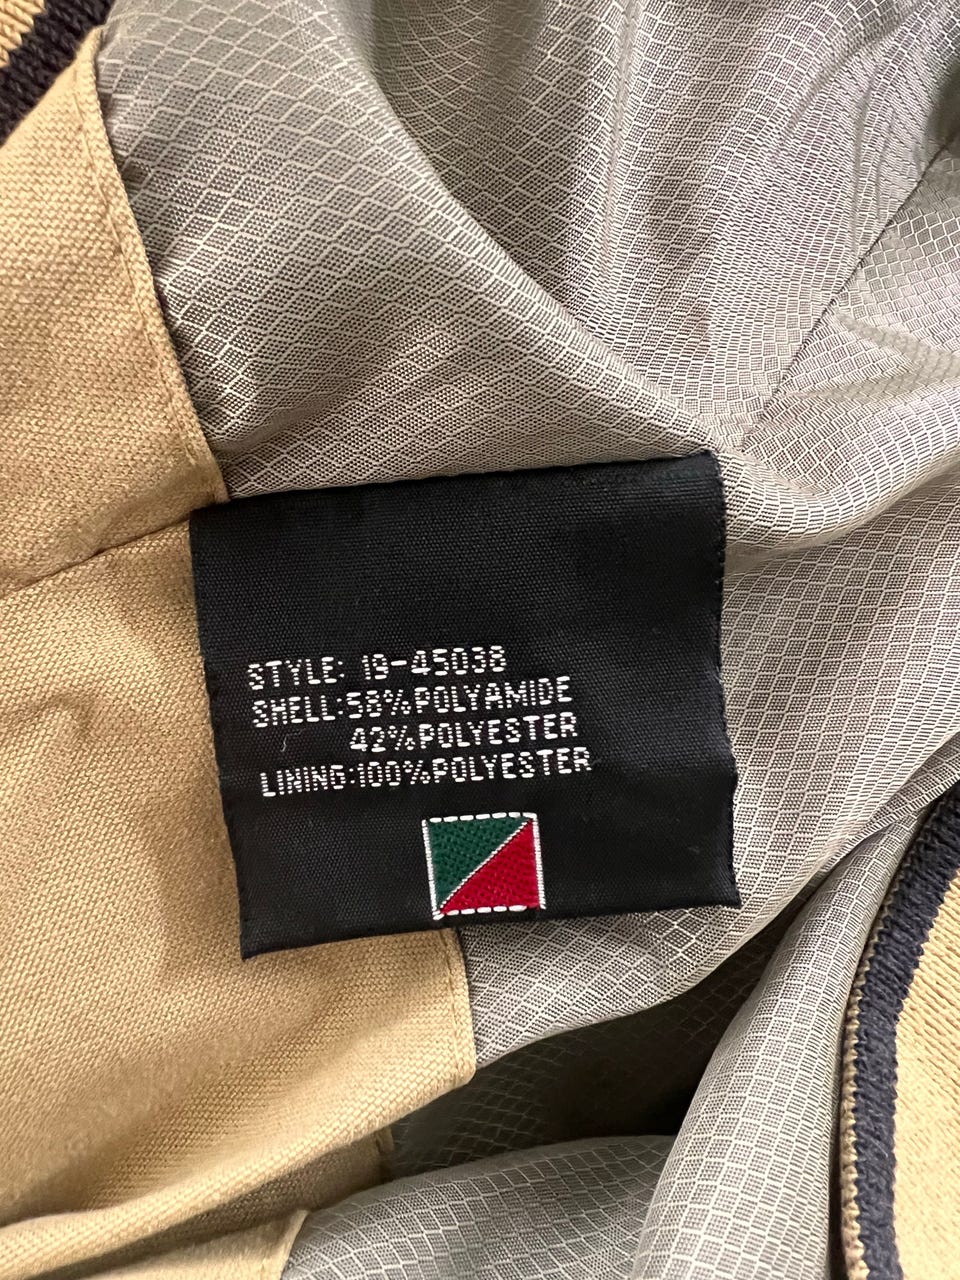 STYLE: 19-45038
SHELL:58%POLYAMIDE
42%POLYESTER
LINING:100%POLYESTER